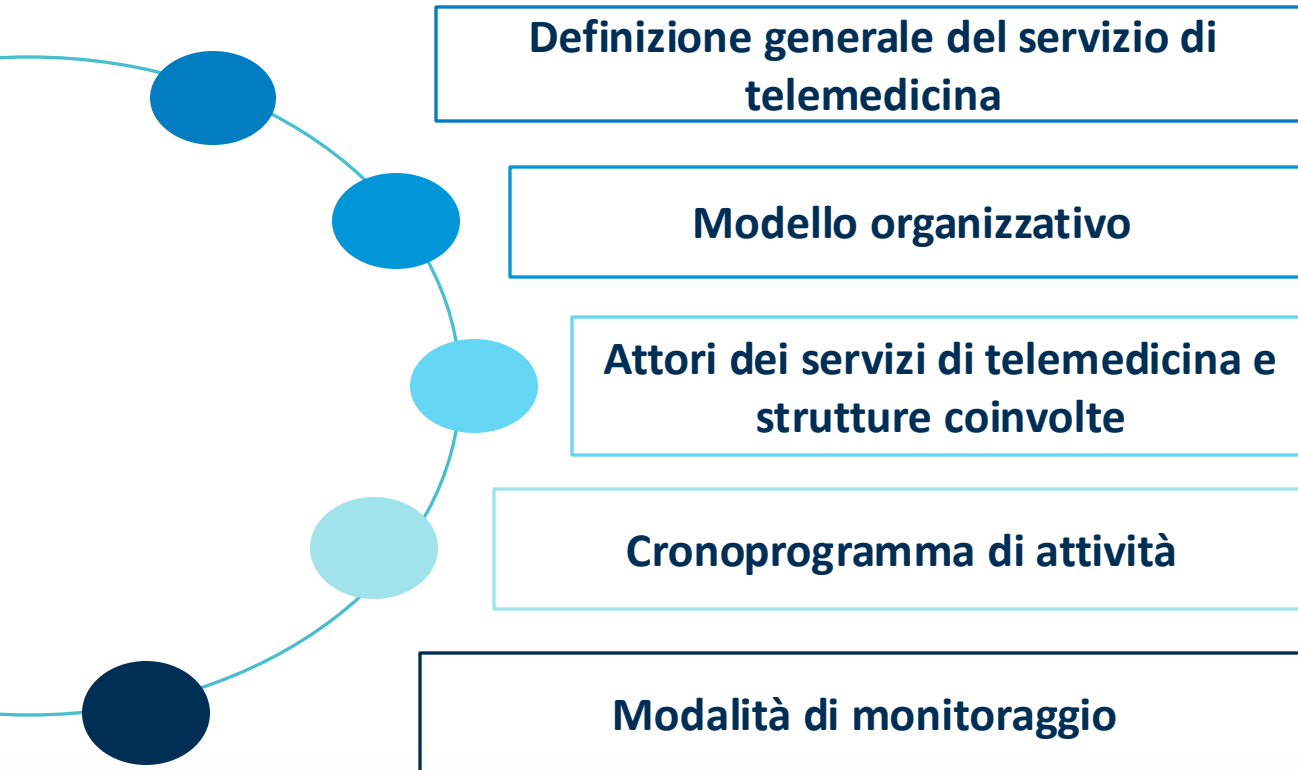 Definizione generale del servizio di
telemedicina
Modello organizzativo
Attori dei servizi di telemedicina e
strutture coinvolte
Cronoprogramma di attività
Modalità di monitoraggio